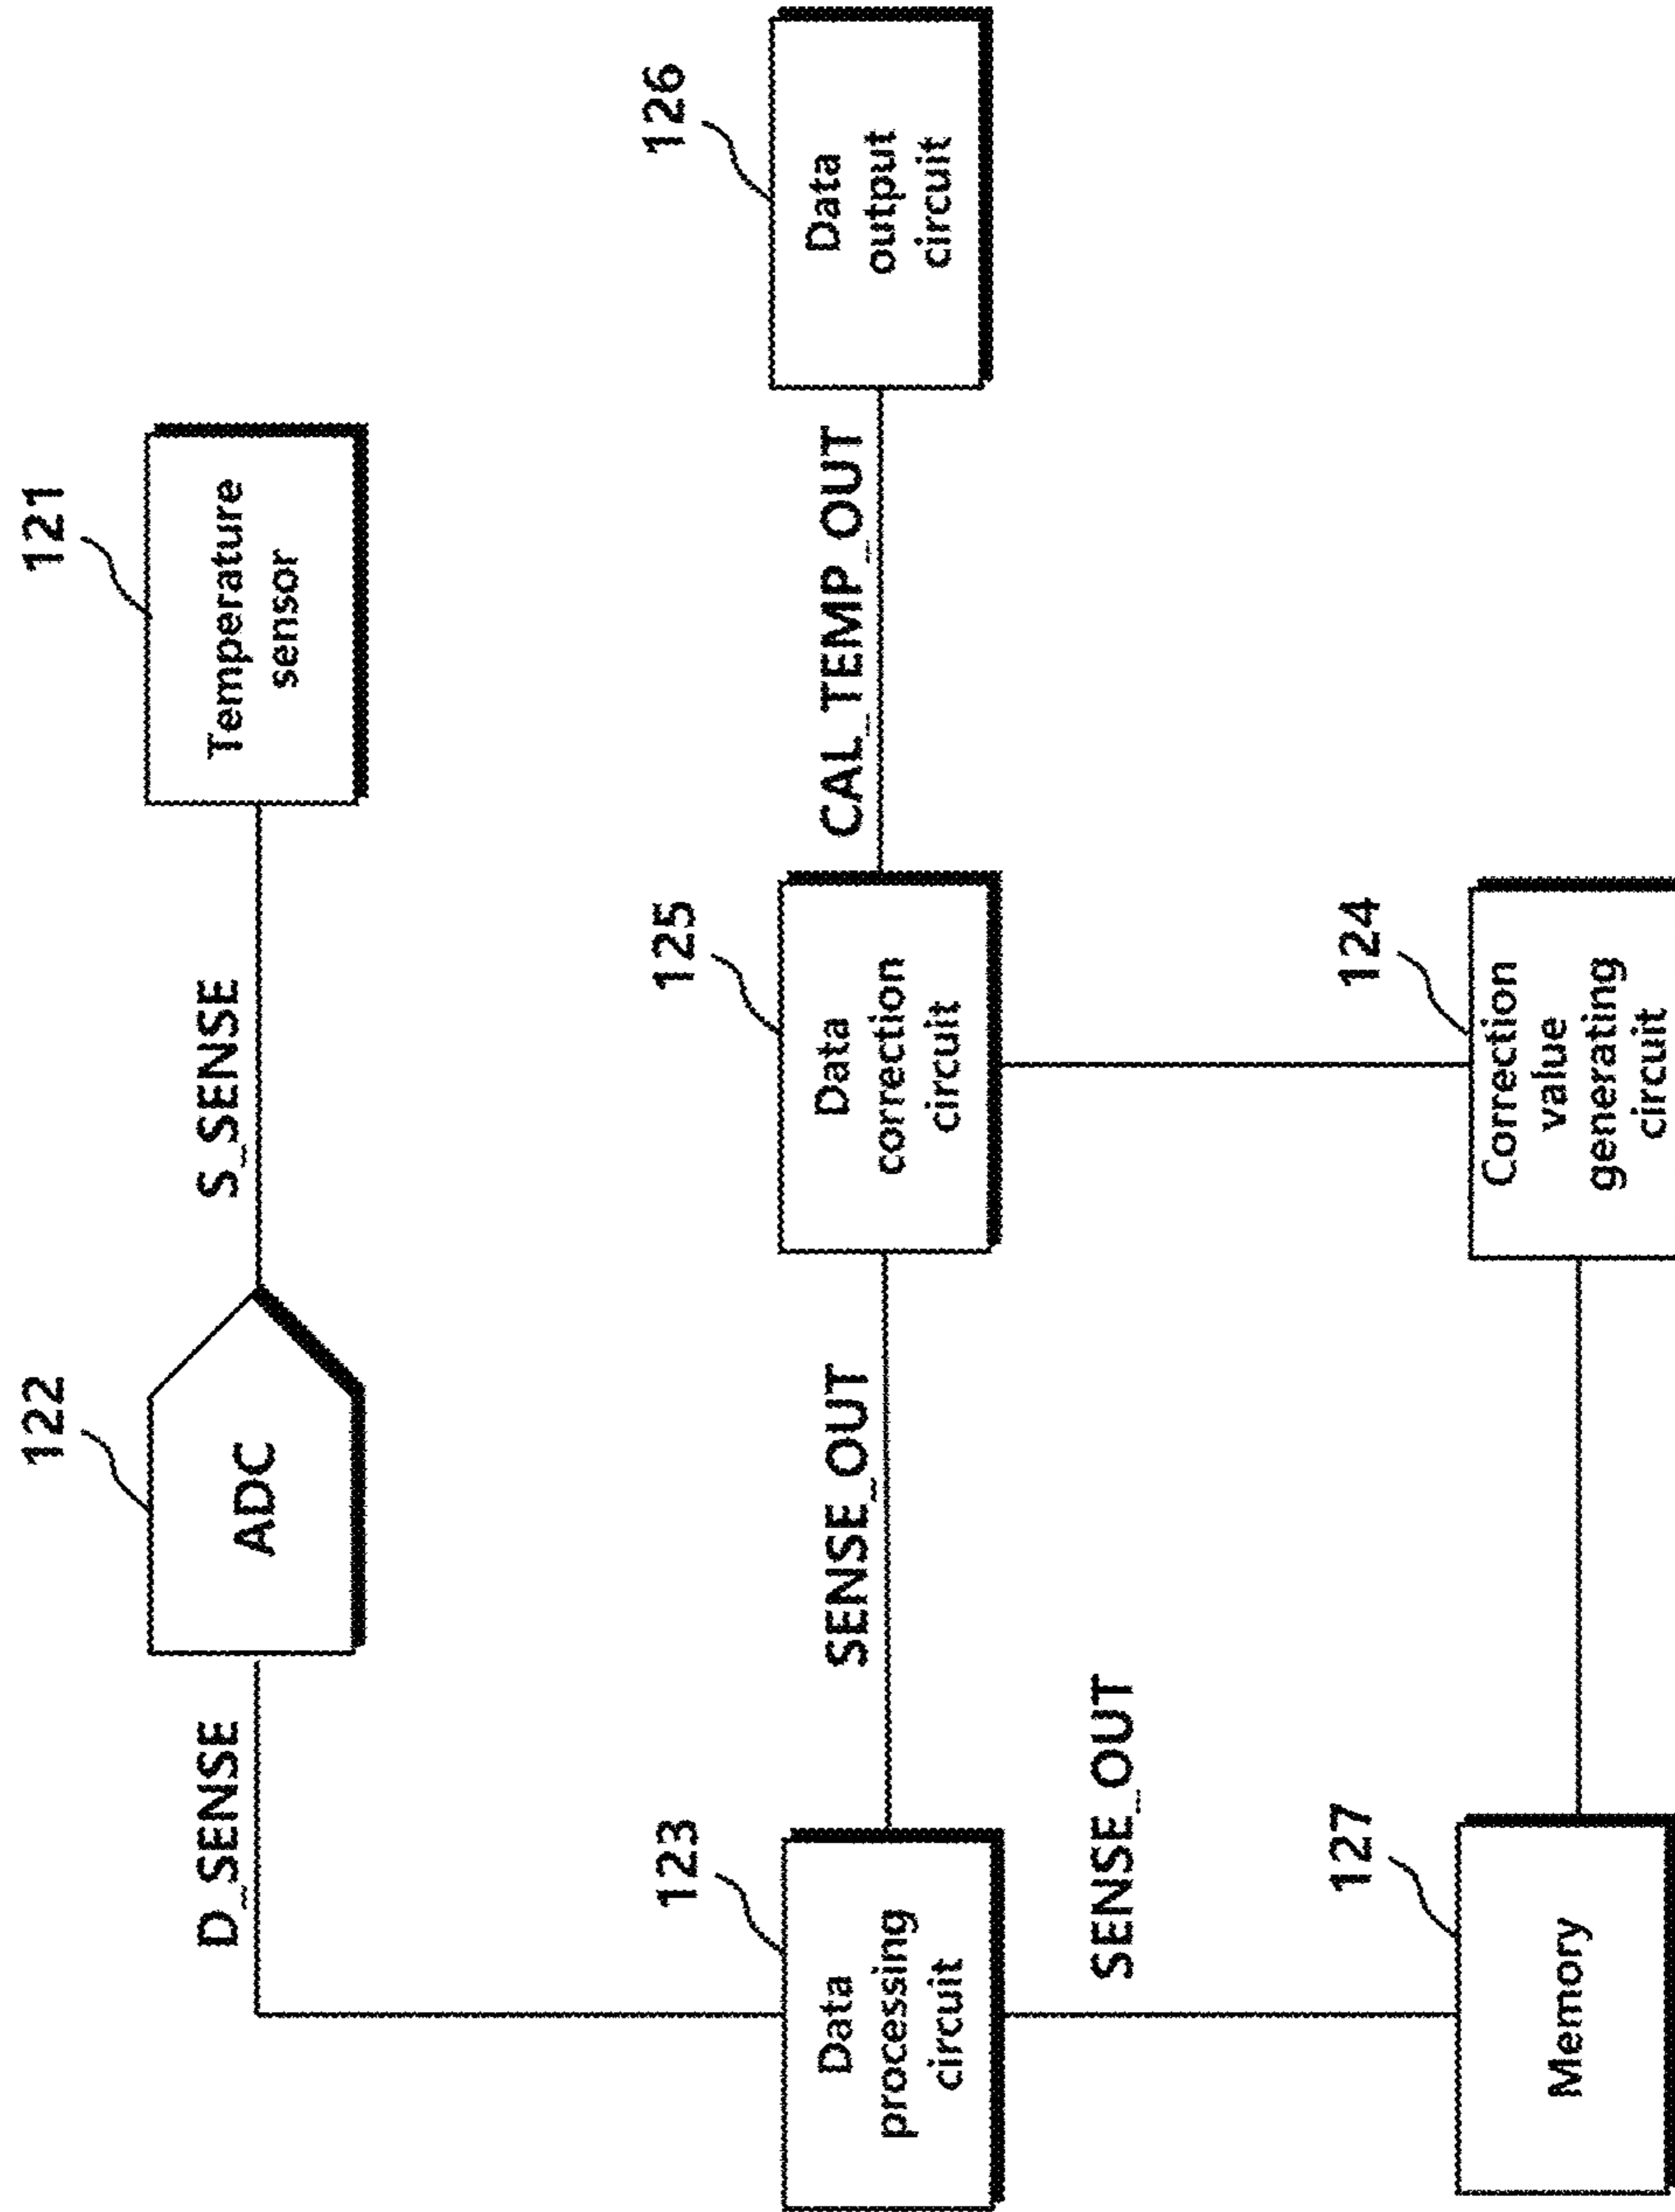 122
121
D_SENSE
S_SENSE
ADC
Temperature
sensor
123
125
126
Data
processing
circuit
SENSE_OUT
Data
correction
circuit
CAL_TEMP_OUT
Data
output
circuit
SENSE_OUT
127
124
Memory
Correction
value
generating
circuit